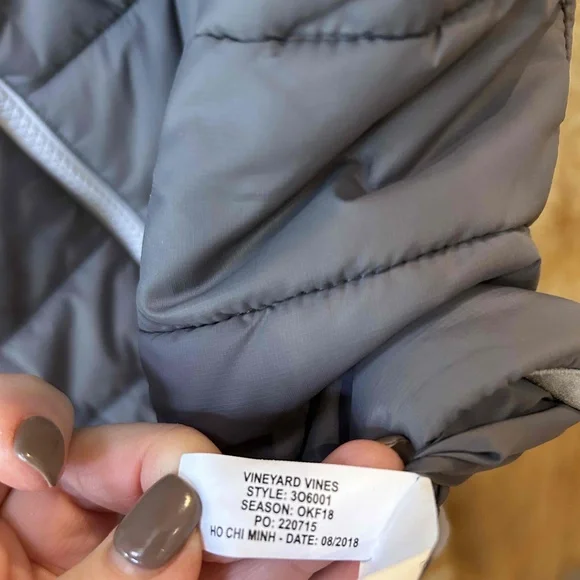 VINEYARD VINES
STYLE: 3O6001
SEASON: OKF18
PO: 220715
HO CHI MINH - DATE: 08/2018